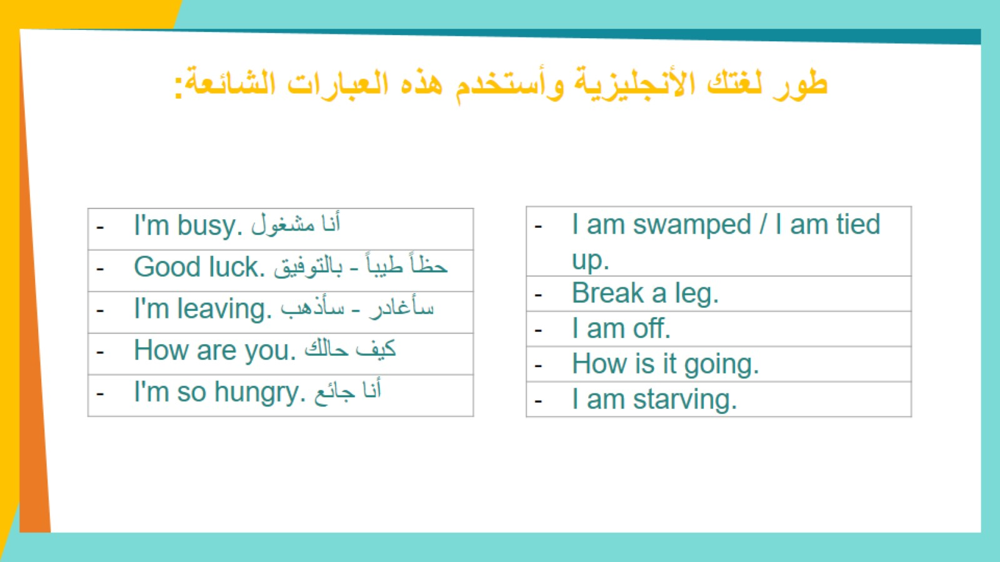 طور لغتك الأنجليزية وأستخدم هذه العبارات الشائعة:
- I'm busy. أنا مشغول
- Good luck. حظاً طيباً - بالتوفيق
- I'm leaving. سأغادر - سأذهب
- How are you. كيف حالك
- I'm so hungry. أنا جائع
- I am swamped / I am tied
up.
- Break a leg.
- I am off.
- How is it going.
- I am starving.